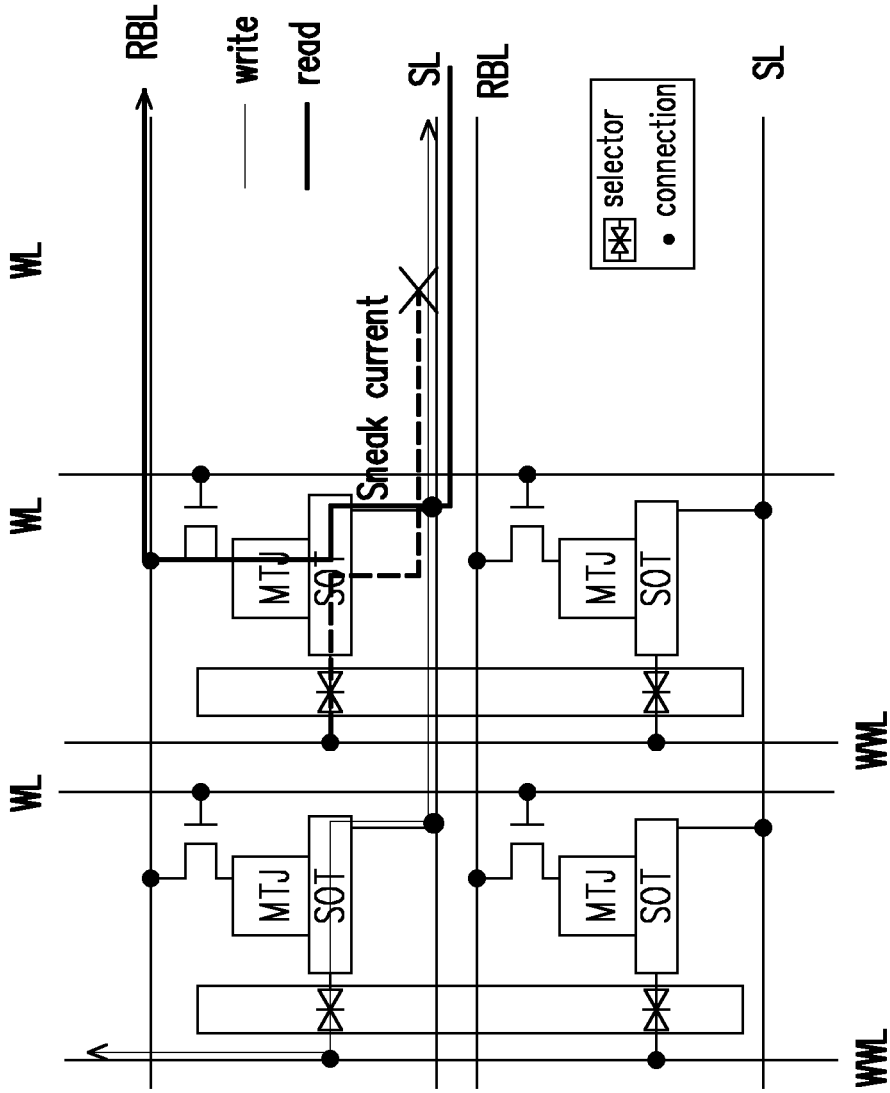 WL
WL
WL
RBL
write
read
MTJ
SOT
MTJ
SOT
Sneak current
SL
RBL
MTJ
SOT
MTJ
SOT
selector
connection
SL
WWL
WWL